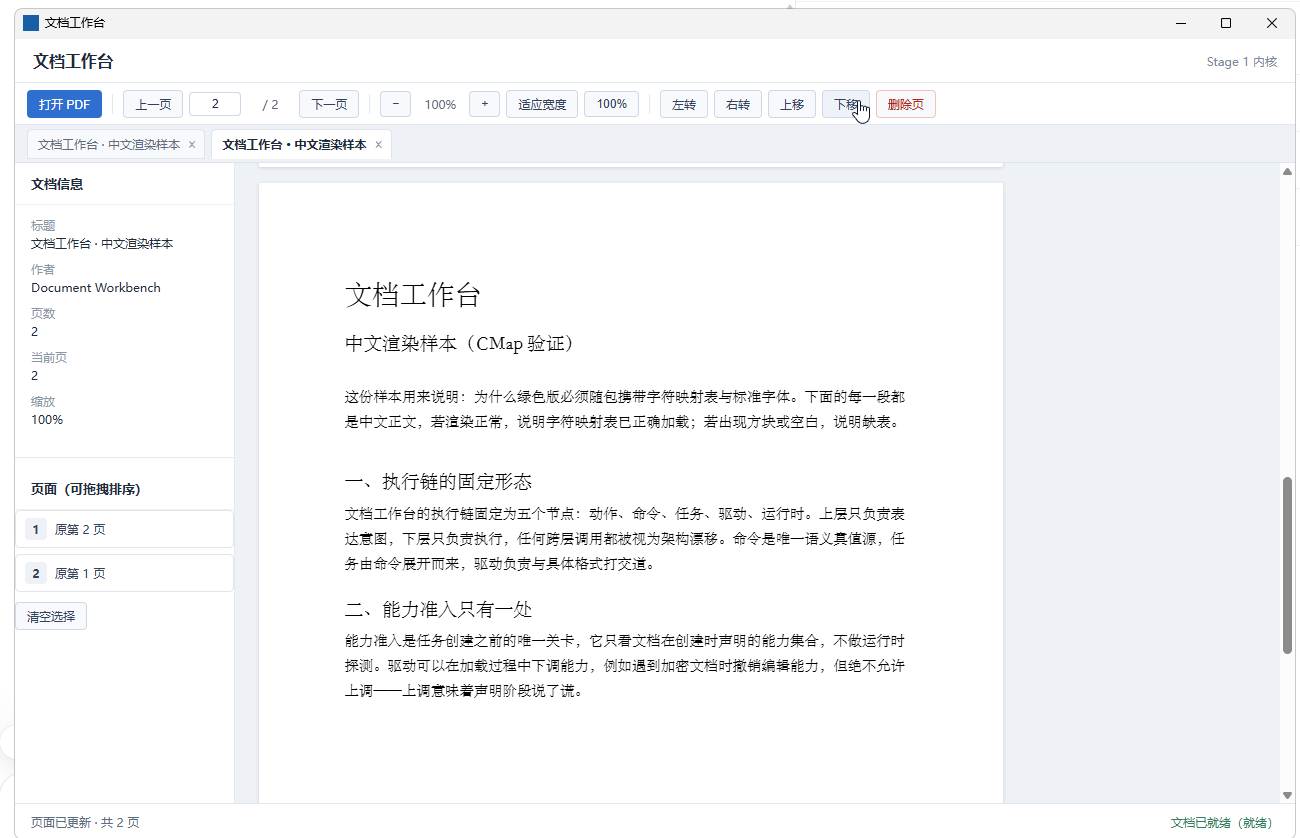 文档工作台
文档工作台
Stage 1 内核
打开 PDF 上一页 2 / 2 下一页 − 100% + 适应宽度 100% 左转 右转 上移 下移 删除页
文档工作台 · 中文渲染样本 × 文档工作台 · 中文渲染样本 ×
文档信息
标题
文档工作台 · 中文渲染样本
作者
Document Workbench
页数
2
当前页
2
缩放
100%
页面（可拖拽排序）
1 原第 2 页
2 原第 1 页
清空选择
文档工作台
中文渲染样本（CMap 验证）
这份样本用来说明：为什么绿色版必须随包携带字符映射表与标准字体。下面的每一段都
是中文正文，若渲染正常，说明字符映射表已正确加载；若出现方块或空白，说明缺表。
一、执行链的固定形态
文档工作台的执行链固定为五个节点：动作、命令、任务、驱动、运行时。上层只负责表
达意图，下层只负责执行，任何跨层调用都被视为架构漂移。命令是唯一语义真值源，任
务由命令展开而来，驱动负责与具体格式打交道。
二、能力准入只有一处
能力准入是任务创建之前的唯一关卡，它只看文档在创建时声明的能力集合，不做运行时
探测。驱动可以在加载过程中下调能力，例如遇到加密文档时撤销编辑能力，但绝不允许
上调——上调意味着声明阶段说了谎。
页面已更新 · 共 2 页
文档已就绪（就绪）